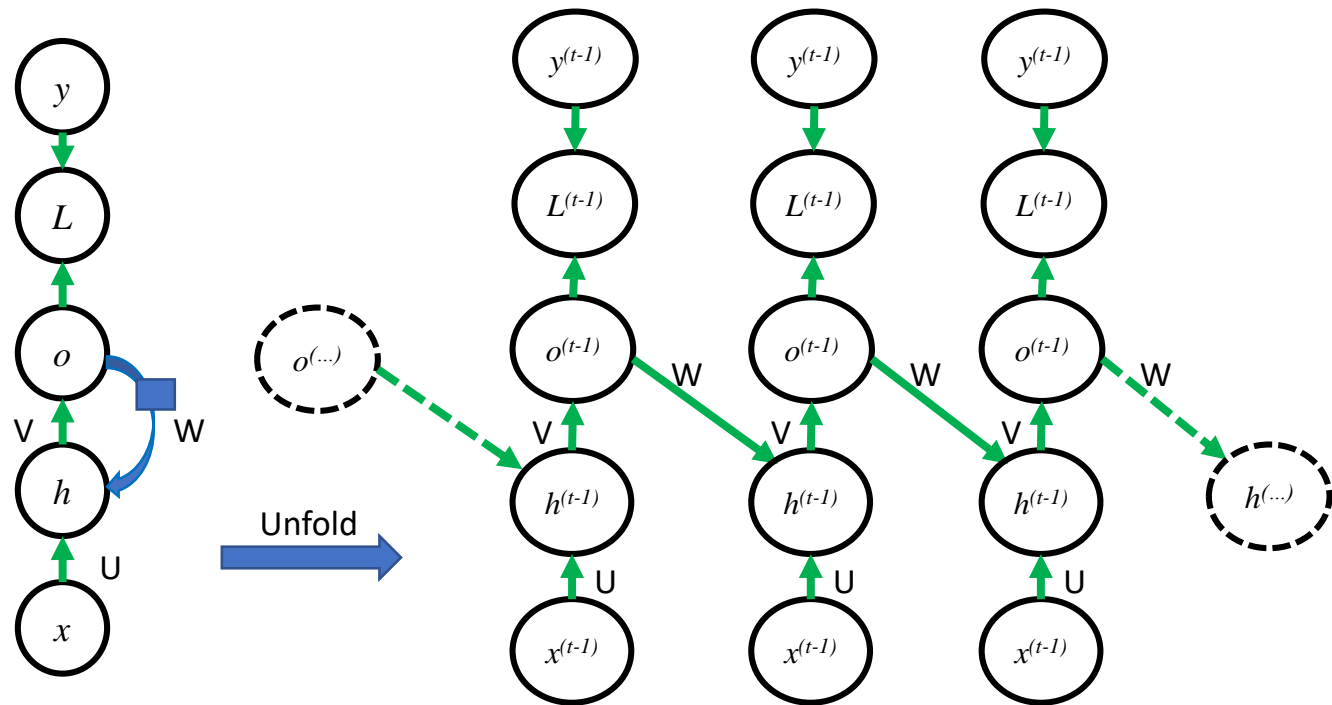 y
L
o
V
W
h
U
x
Unfold
o(...)
y(t-1)
L(t-1)
o(t-1)
W
V
h(t-1)
U
x(t-1)
y(t-1)
L(t-1)
o(t-1)
W
V
h(t-1)
U
x(t-1)
y(t-1)
L(t-1)
o(t-1)
W
V
h(t-1)
U
x(t-1)
h(...)